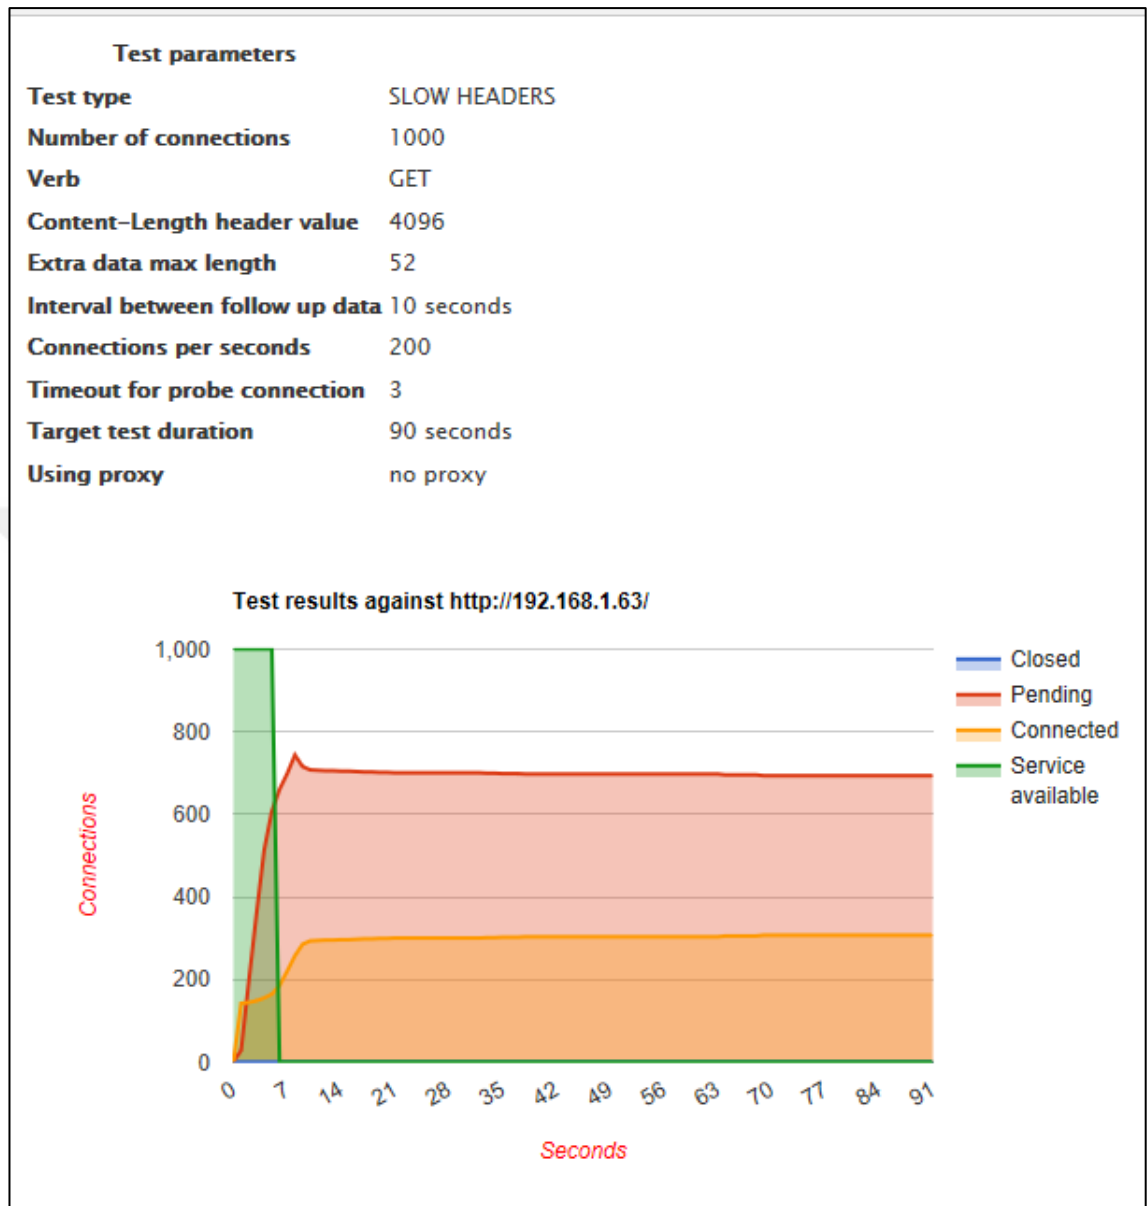 Test parameters
Test type SLOW HEADERS
Number of connections 1000
Verb GET
Content-Length header value 4096
Extra data max length 52
Interval between follow up data 10 seconds
Connections per seconds 200
Timeout for probe connection 3
Target test duration 90 seconds
Using proxy no proxy
Test results against http://192.168.1.63/
1,000
800
600
400
200
0
Connections
0 7 14 21 28 35 42 49 56 63 70 77 84 91
Seconds
Closed
Pending
Connected
Service
available